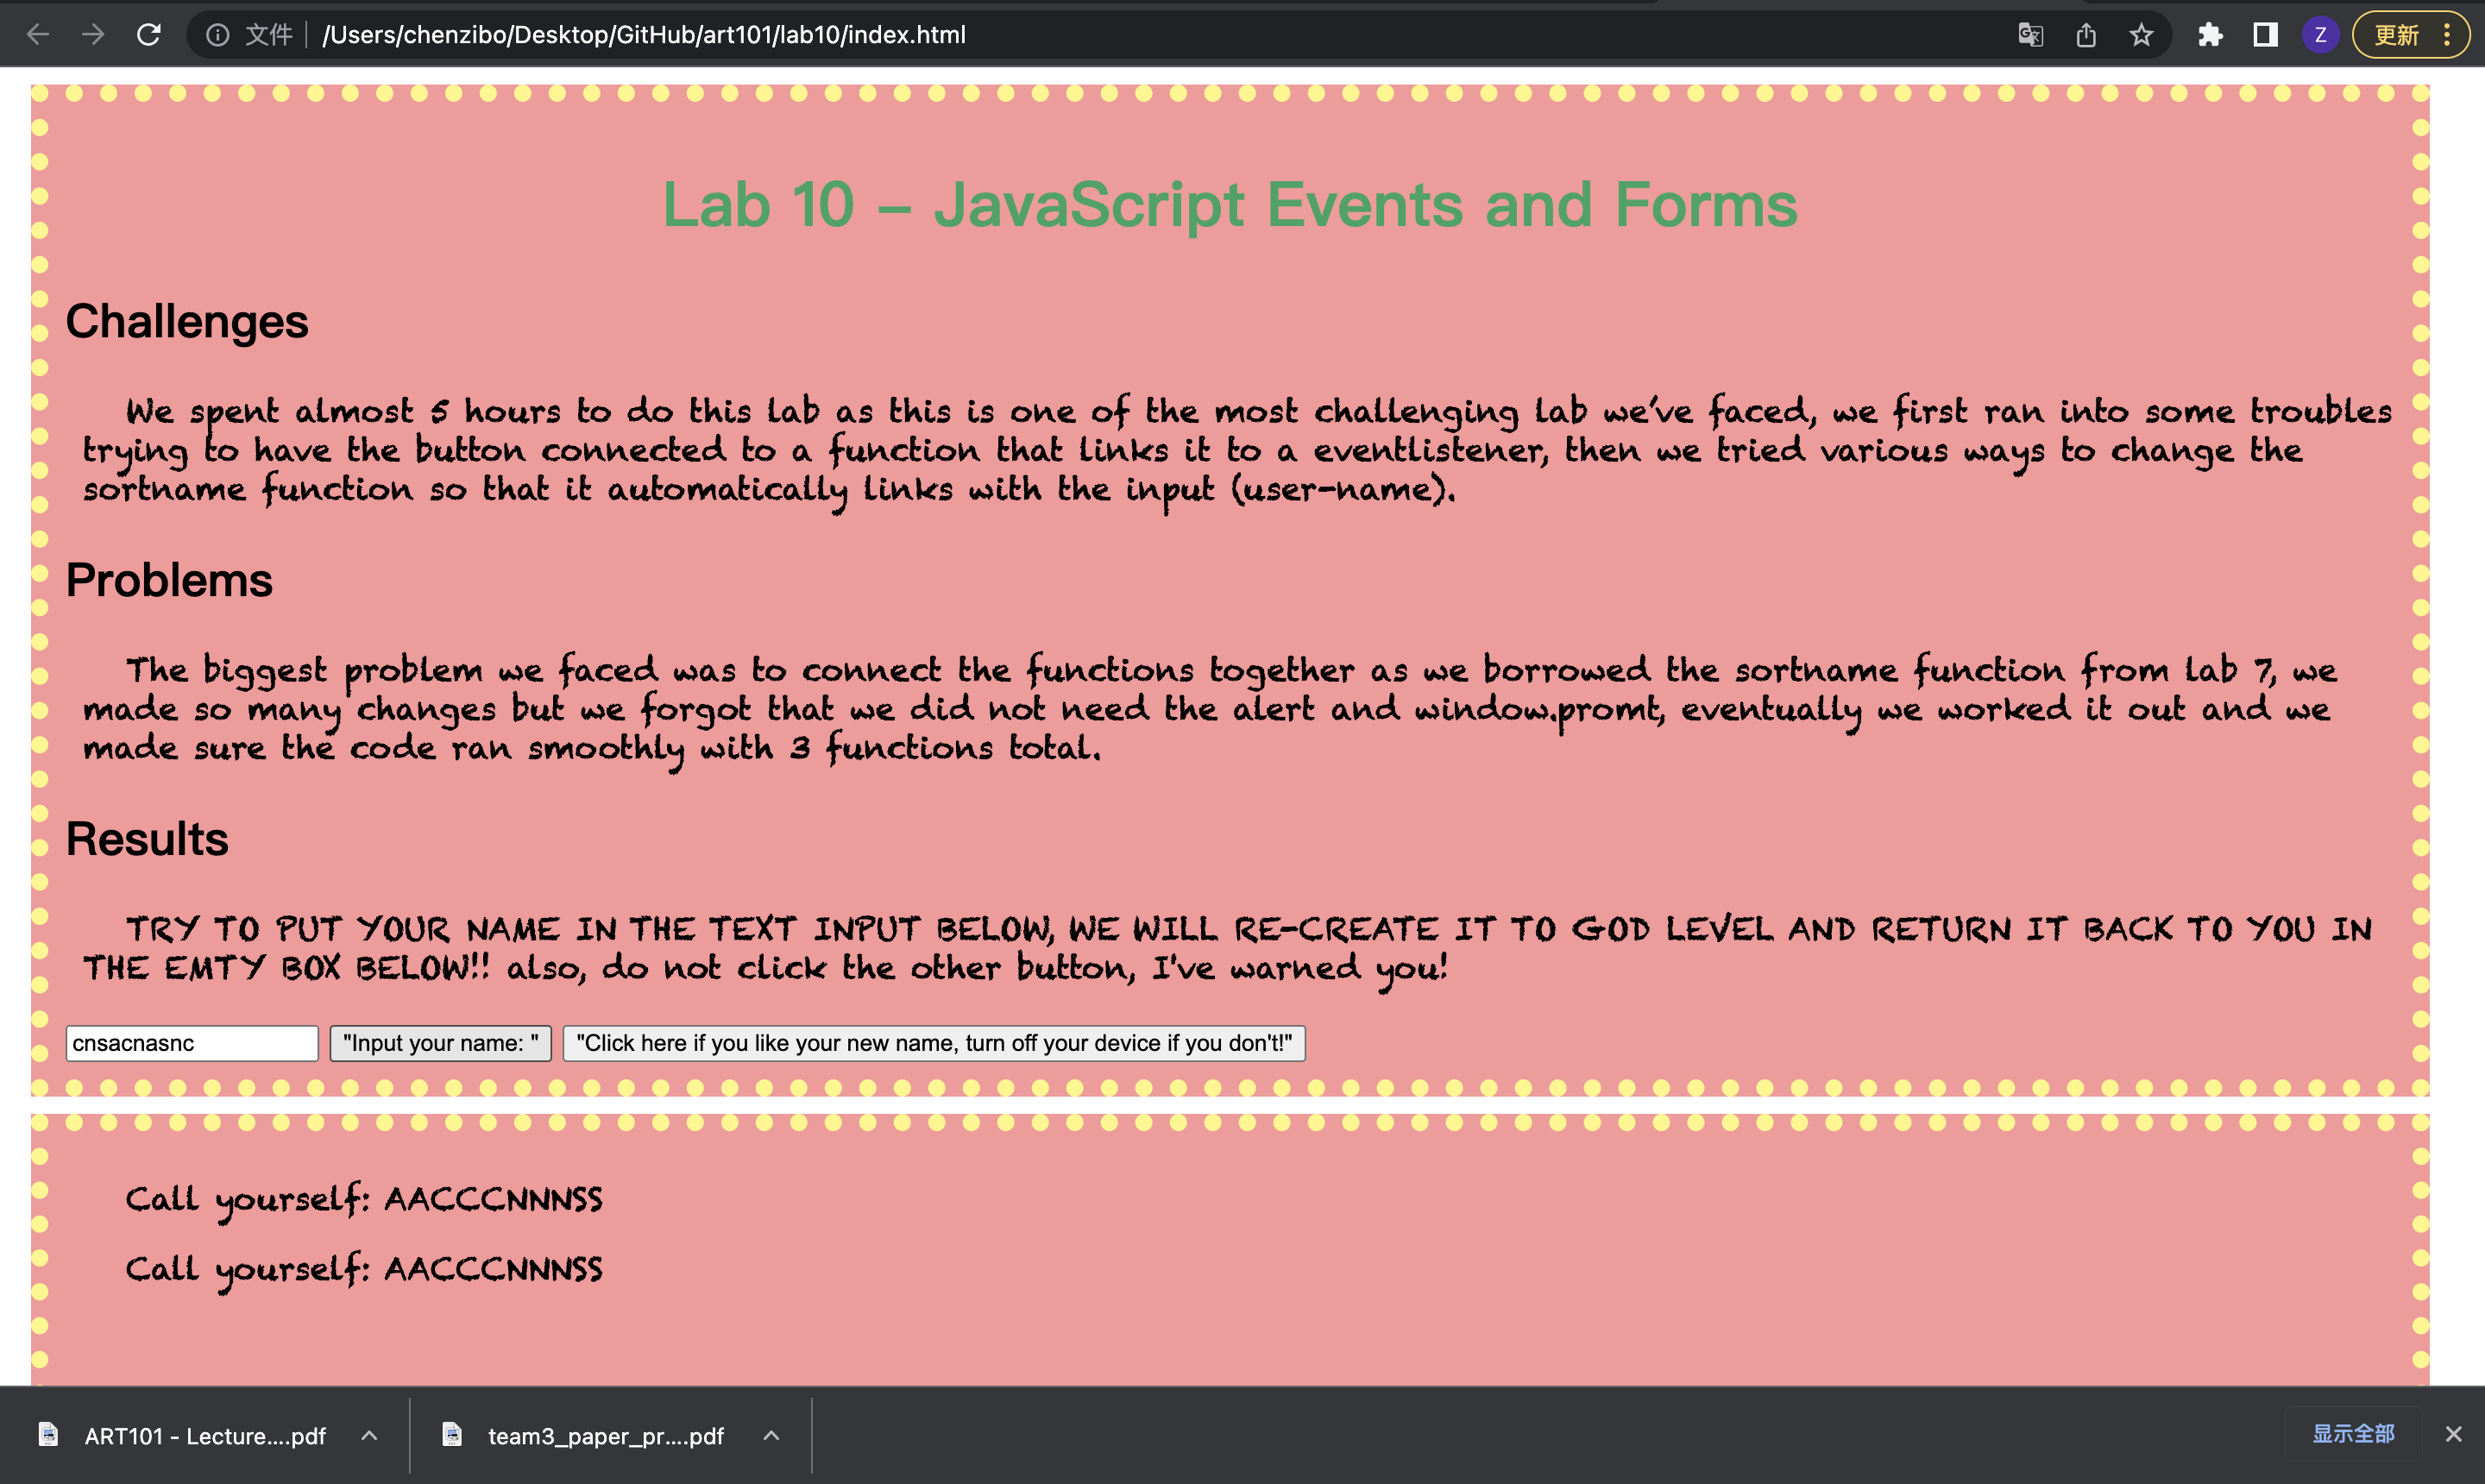 文件 /Users/chenzibo/Desktop/GitHub/art101/lab10/index.html Z 更新
Lab 10 – JavaScript Events and Forms
Challenges
We spent almost 5 hours to do this lab as this is one of the most challenging lab we've faced, we first ran into some troubles
trying to have the button connected to a function that links it to a eventlistener, then we tried various ways to change the
sortname function so that it automatically links with the input (user-name).
Problems
The biggest problem we faced was to connect the functions together as we borrowed the sortname function from lab 7, we
made so many changes but we forgot that we did not need the alert and window.promt, eventually we worked it out and we
made sure the code ran smoothly with 3 functions total.
Results
TRY TO PUT YOUR NAME IN THE TEXT INPUT BELOW, WE WILL RE-CREATE IT TO GOD LEVEL AND RETURN IT BACK TO YOU IN
THE EMTY BOX BELOW!! also, do not click the other button, I've warned you!
cnsacnasnc "Input your name: " "Click here if you like your new name, turn off your device if you don't!"
Call yourself: AACCCNNNSS
Call yourself: AACCCNNNSS
ART101 - Lecture....pdf team3_paper_pr....pdf 显示全部